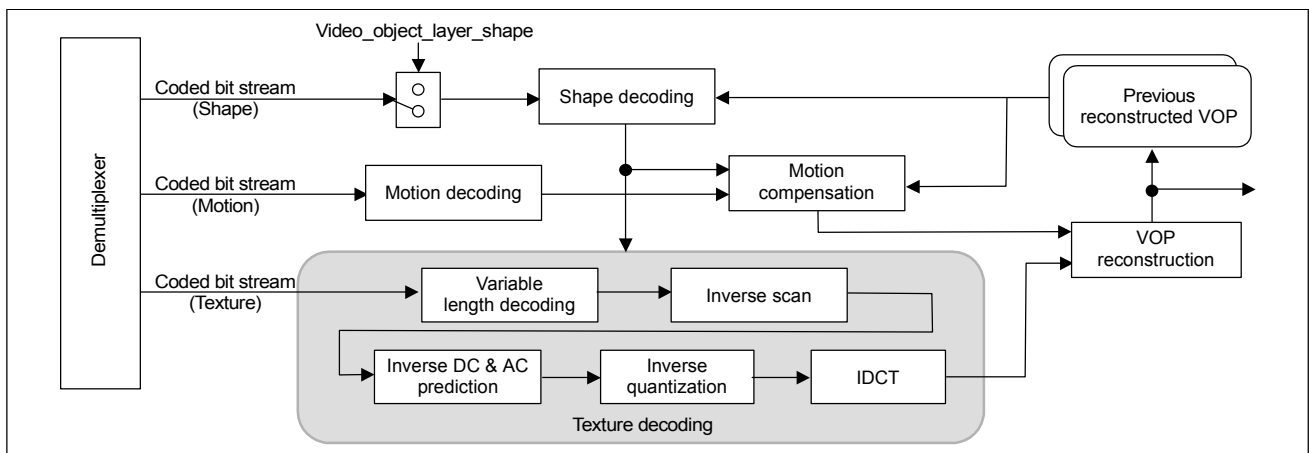 Video_object_layer_shape
Demultiplexer
Coded bit stream
(Shape)
Shape decoding
Previous
reconstructed VOP
Coded bit stream
(Motion)
Motion decoding
Motion
compensation
VOP
reconstruction
Coded bit stream
(Texture)
Variable
length decoding
Inverse scan
Inverse DC & AC
prediction
Inverse
quantization
IDCT
Texture decoding